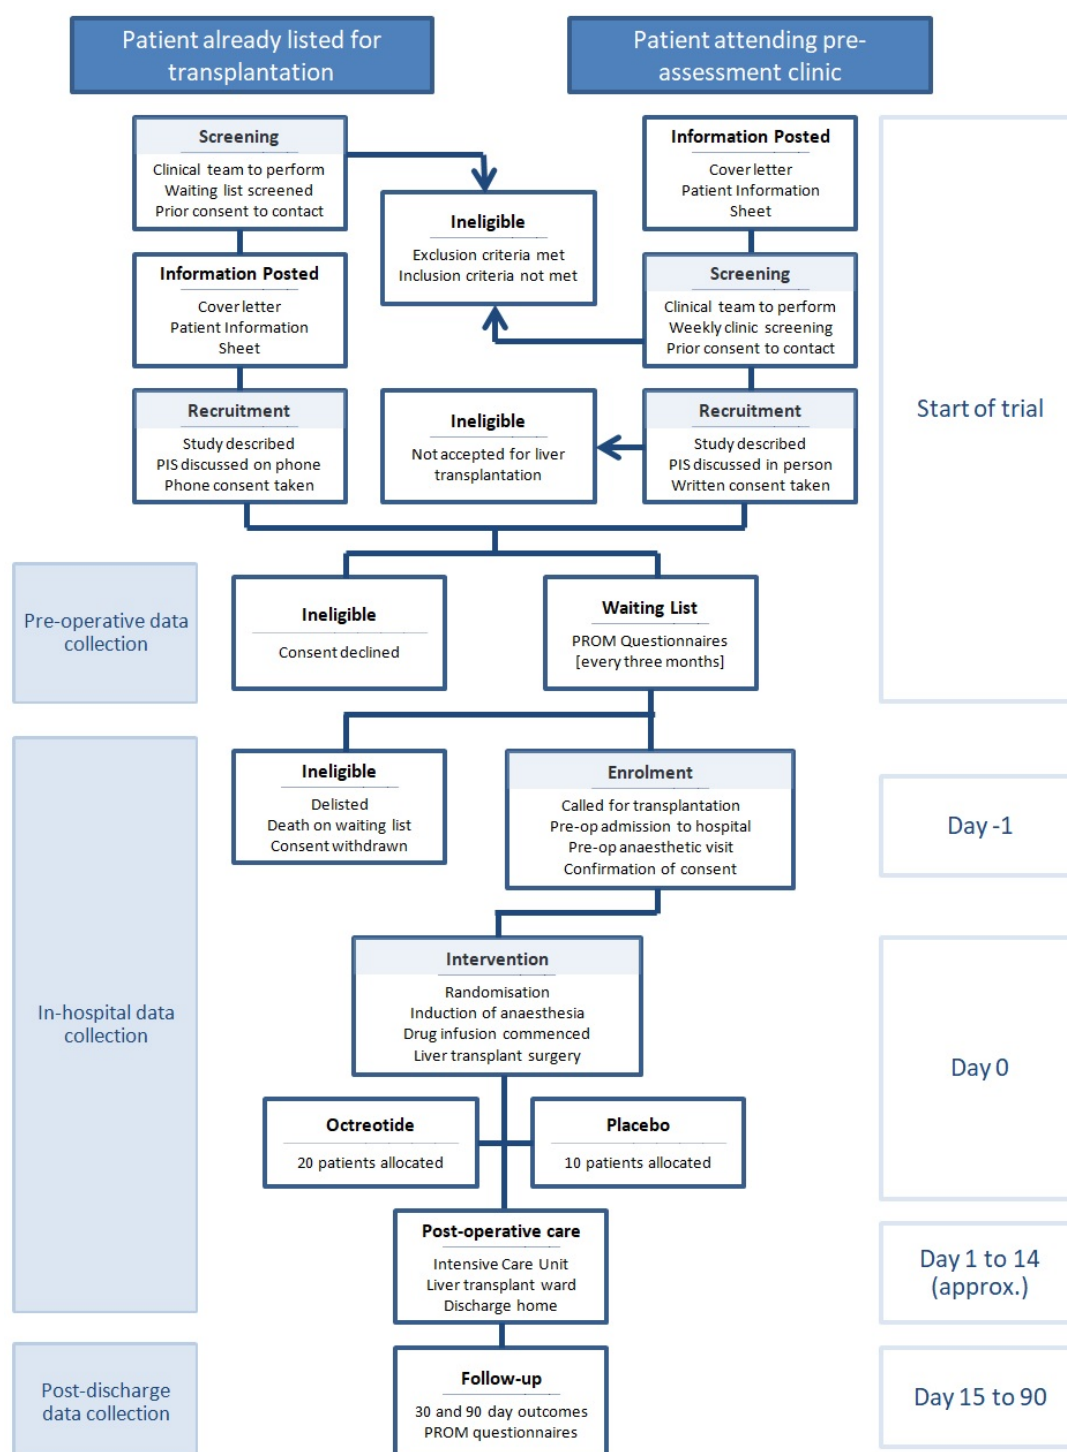 Patient already listed for
transplantation
Patient attending pre-
assessment clinic
Screening
Clinical team to perform
Waiting list screened
Prior consent to contact
Information Posted
Cover letter
Patient Information
Sheet
Ineligible
Exclusion criteria met
Inclusion criteria not met
Information Posted
Cover letter
Patient Information
Sheet
Screening
Clinical team to perform
Weekly clinic screening
Prior consent to contact
Recruitment
Study described
PIS discussed on phone
Phone consent taken
Ineligible
Not accepted for liver
transplantation
Recruitment
Study described
PIS discussed in person
Written consent taken
Start of trial
Pre-operative data
collection
Ineligible
Consent declined
Waiting List
PROM Questionnaires
[every three months]
Ineligible
Delisted
Death on waiting list
Consent withdrawn
Enrolment
Called for transplantation
Pre-op admission to hospital
Pre-op anaesthetic visit
Confirmation of consent
Day -1
In-hospital data
collection
Intervention
Randomisation
Induction of anaesthesia
Drug infusion commenced
Liver transplant surgery
Day 0
Octreotide
20 patients allocated
Placebo
10 patients allocated
Post-operative care
Intensive Care Unit
Liver transplant ward
Discharge home
Day 1 to 14
(approx.)
Post-discharge
data collection
Follow-up
30 and 90 day outcomes
PROM questionnaires
Day 15 to 90